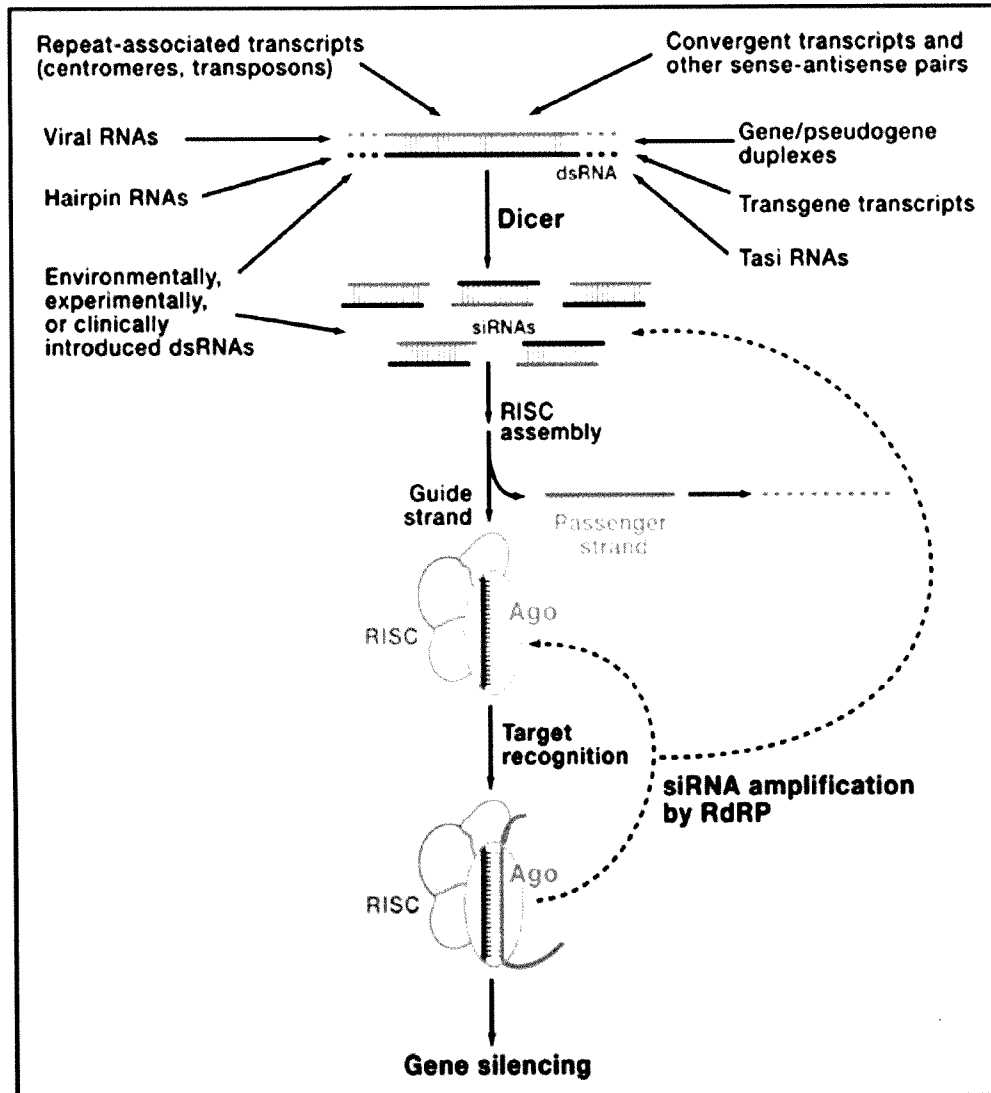 Repeat-associated transcripts
(centromeres, transposons)
Convergent transcripts and
other sense-antisense pairs
Viral RNAs
Gene/pseudogene
duplexes
dsRNA
Hairpin RNAs
Transgene transcripts
Dicer
Tasi RNAs
Environmentally,
experimentally,
or clinically
introduced dsRNAs
siRNAs
RISC
assembly
Guide
strand
Passenger
strand
Ago
RISC
Target
recognition
siRNA amplification
by RdRP
Ago
RISC
Gene silencing